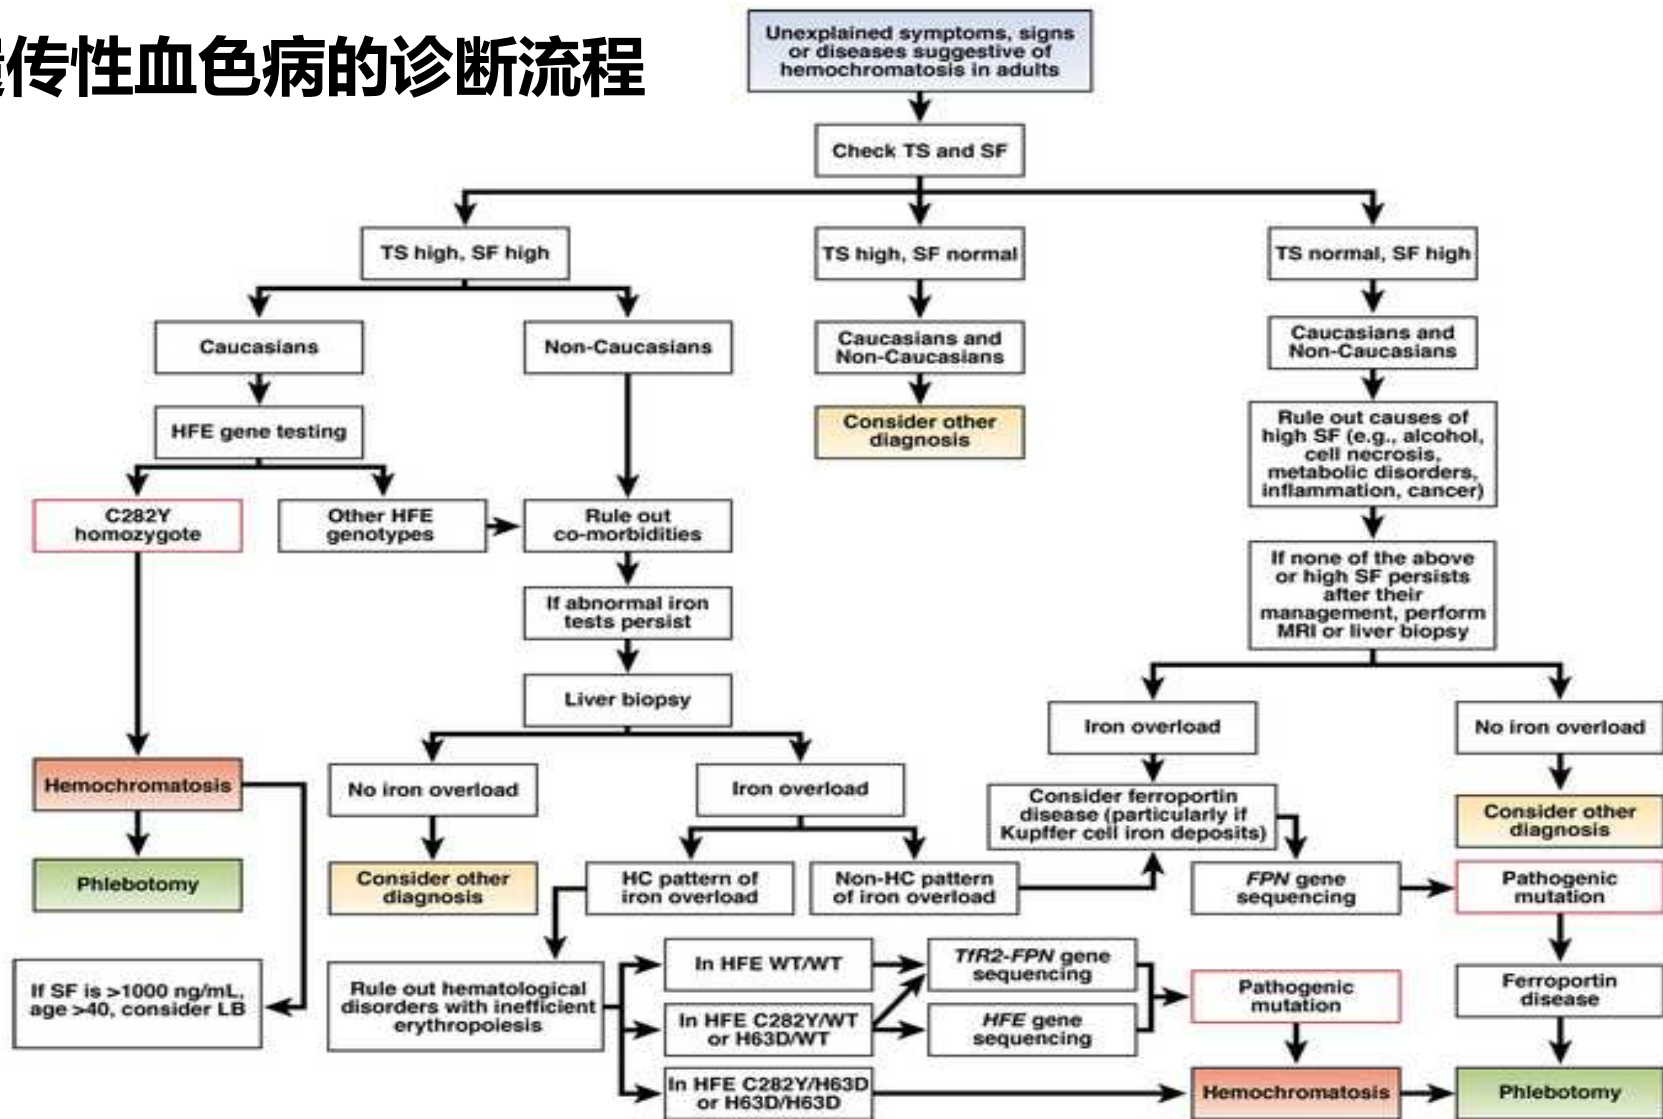 传性血色病的诊断流程
Unexplained symptoms, signs
or diseases suggestive of
hemochromatosis in adults
Check TS and SF
TS high, SF high
TS high, SF normal
TS normal, SF high
Caucasians
Non-Caucasians
Caucasians and
Non-Caucasians
Caucasians and
Non-Caucasians
HFE gene testing
Consider other
diagnosis
Rule out causes of
high SF (e.g., alcohol,
cell necrosis,
metabolic disorders,
inflammation, cancer)
C282Y
homozygote
Other HFE
genotypes
Rule out
co-morbidities
If none of the above
or high SF persists
after their
management, perform
MRI or liver biopsy
If abnormal iron
tests persist
Liver biopsy
Iron overload
No iron overload
Hemochromatosis
No iron overload
Iron overload
Consider ferroportin
disease (particularly if
Kupffer cell iron deposits)
Consider other
diagnosis
Phlebotomy
Consider other
diagnosis
HC pattern of
iron overload
Non-HC pattern
of iron overload
FPN gene
sequencing
Pathogenic
mutation
If SF is >1000 ng/mL,
age >40, consider LB
Rule out hematological
disorders with inefficient
erythropoiesis
In HFE WT/WT
TfR2-FPN gene
sequencing
In HFE C282Y/WT
or H63D/WT
HFE gene
sequencing
Pathogenic
mutation
Ferroportin
disease
In HFE C282Y/H63D
or H63D/H63D
Hemochromatosis
Phlebotomy